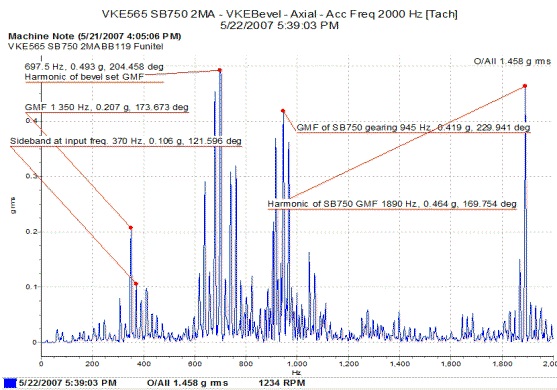 VKE565 SB750 2MA - VKEBevel - Axial - Acc Freq 2000 Hz [Tach]
5/22/2007 5:39:03 PM
Machine Note (5/21/2007 4:05:06 PM)
VKE565 SB 750 2MABB119 Funitel
697.5 Hz, 0.493 g, 204.458 deg
O/All 1.458 g rms
Harmonic of bevel set GMF
GMF 1 350 Hz, 0.207 g, 173.673 deg
0.4
GMF of SB750 gearing 945 Hz, 0.419 g, 229.941 deg
Sideband at input freq. 370 Hz, 0.106 g, 121.596 deg
0.3
Harmonic of SB750 GMF 1890 Hz, 0.464 g, 169.754 deg
g rms
0.2
0.1
0
0 200 400 600 800 1,000 1,200 1,400 1,600 1,800 2,00
Hz
5/22/2007 5:39:03 PM O/All 1.458 g rms 1234 RPM